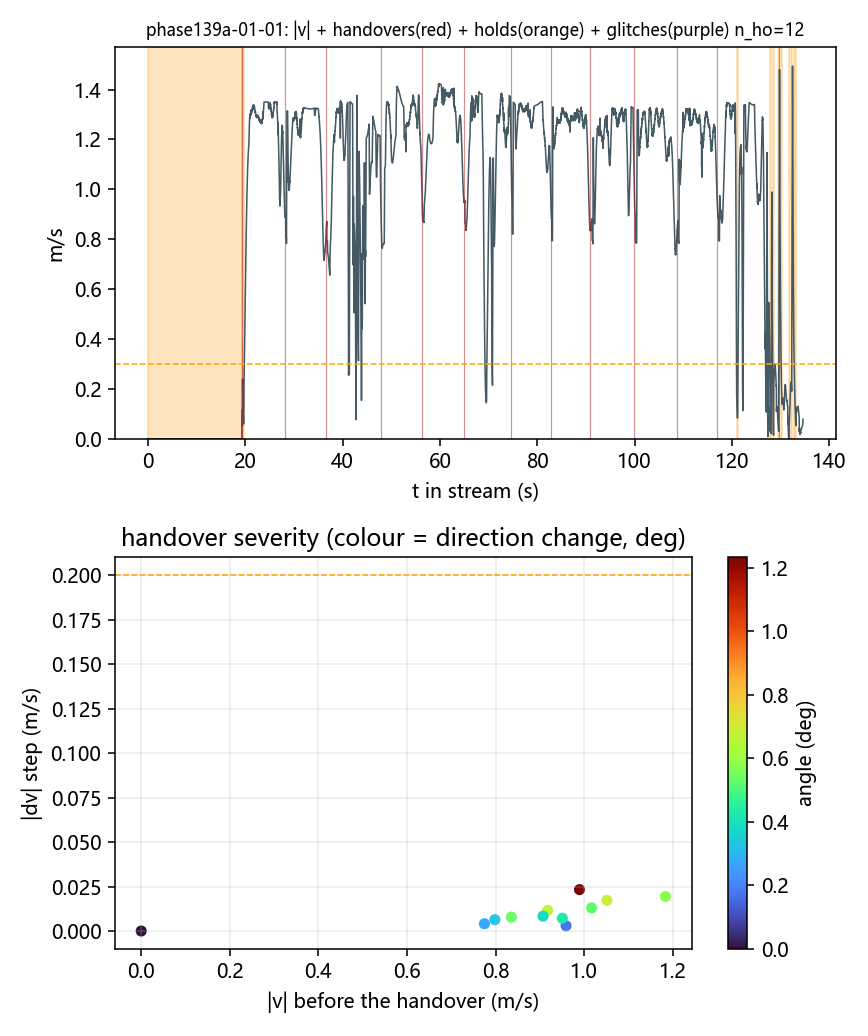 phase139a-01-01: |v| + handovers(red) + holds(orange) + glitches(purple) n_ho=12
1.4
1.2
1.0
0.8
0.6
0.4
0.2
0.0
m/s
0 20 40 60 80 100 120 140
t in stream (s)
handover severity (colour = direction change, deg)
0.200
0.175
0.150
0.125
0.100
0.075
0.050
0.025
0.000
|dv| step (m/s)
0.0 0.2 0.4 0.6 0.8 1.0 1.2
|v| before the handover (m/s)
1.2
1.0
0.8
0.6
0.4
0.2
0.0
angle (deg)